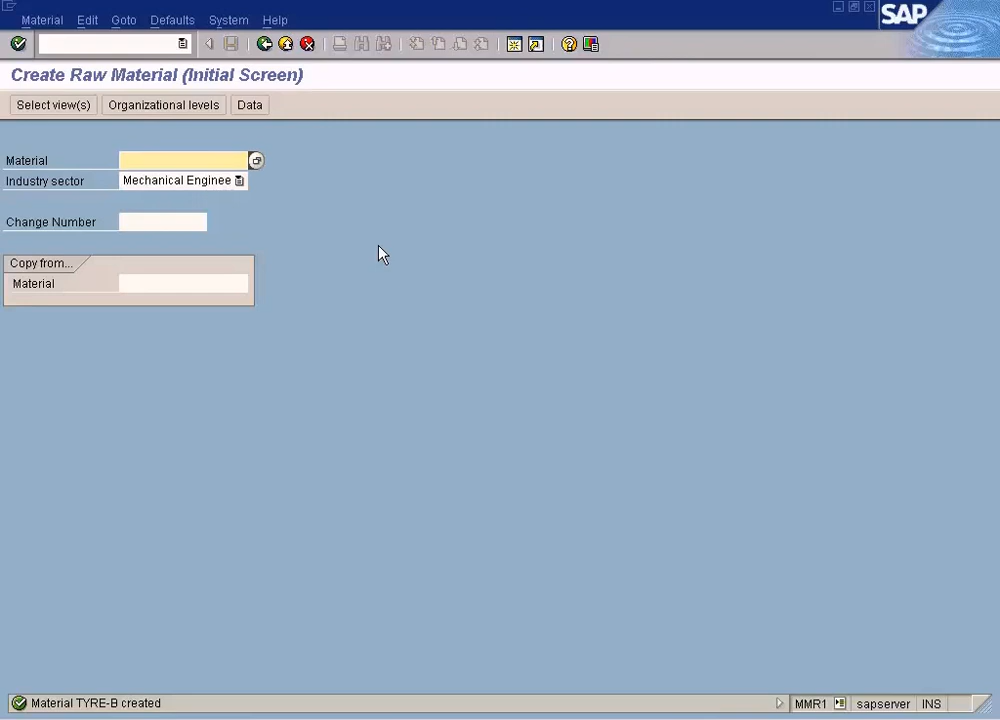 Material Edit Goto Defaults System Help
SAP
Create Raw Material (Initial Screen)
Select view(s) Organizational levels Data
Material
Industry sector Mechanical Enginee
Change Number
Copy from...
Material
Material TYRE-B created MMR1 sapserver INS